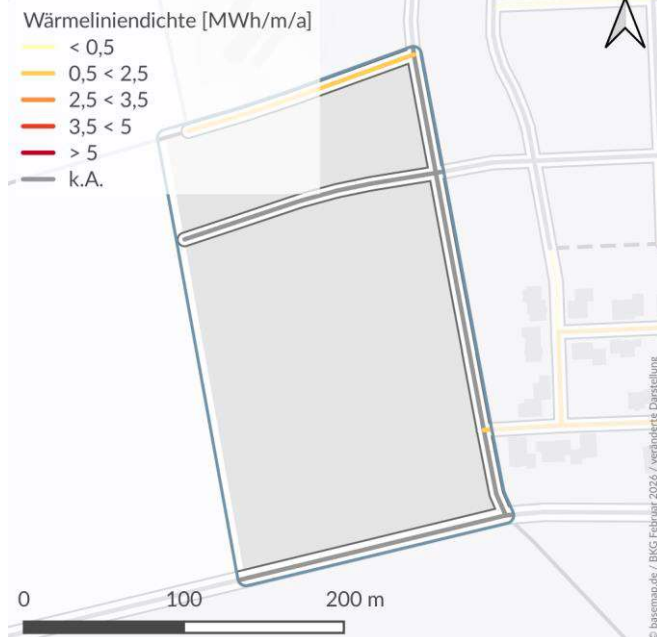 Wärmeliniendichte [MWh/m/a]
< 0,5
0,5 < 2,5
2,5 < 3,5
3,5 < 5
> 5
k.A.
0 100 200 m
basemap.de / BKG Februar 2026 / veränderte Darstellung